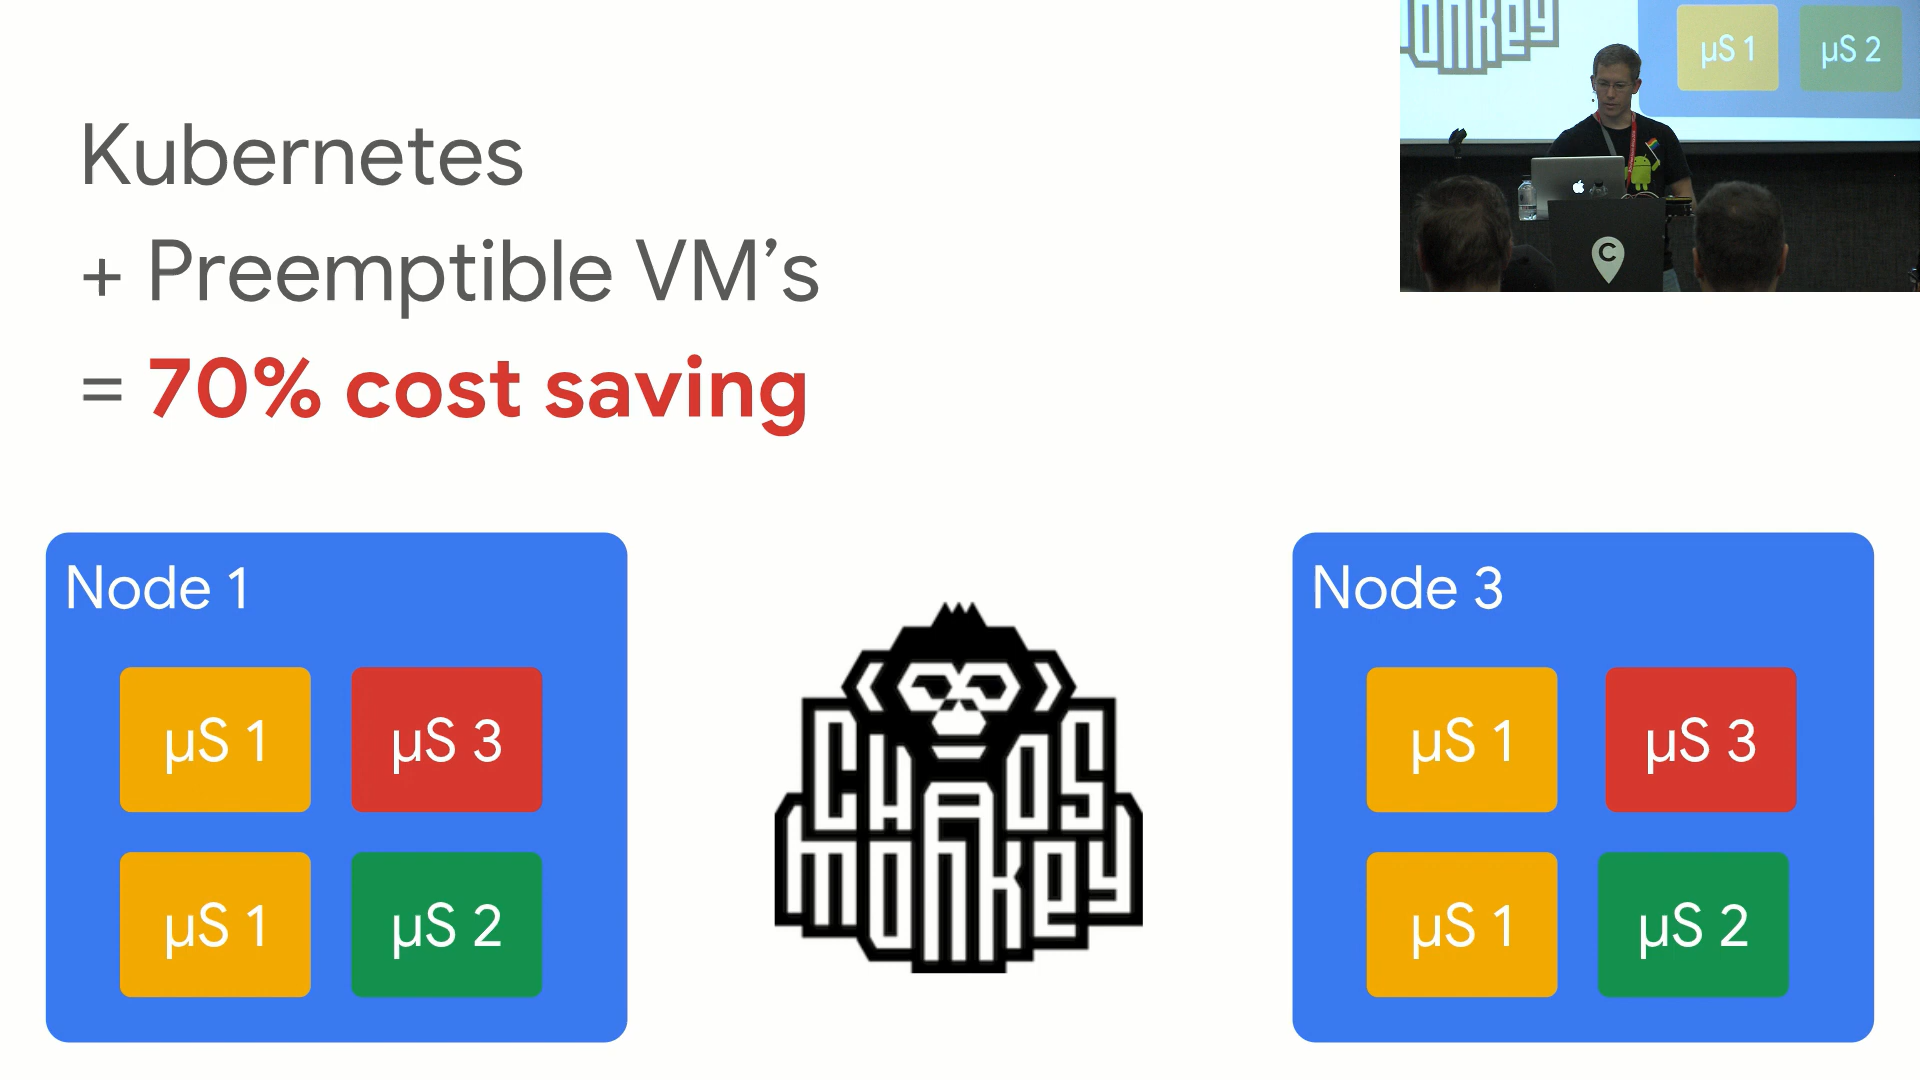 Kubernetes
+ Preemptible VM’s
= 70% cost saving
onkey
µS 1
µS 2
C
Node 1
µS 1
µS 3
µS 1
µS 2
CHAOS
monkey
Node 3
µS 1
µS 3
µS 1
µS 2